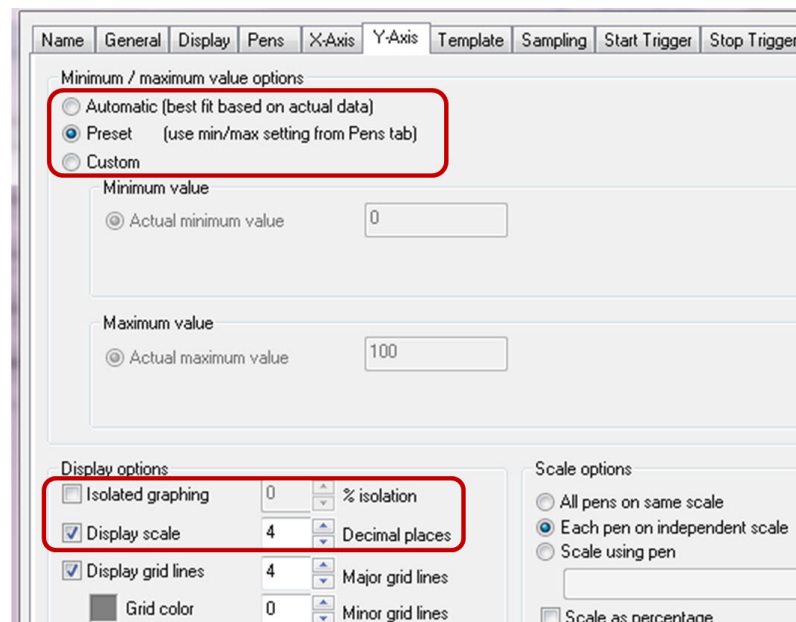 Name General Display Pens X-Axis Y-Axis Template Sampling Start Trigger Stop Trigger
Minimum / maximum value options
Automatic (best fit based on actual data)
Preset (use min/max setting from Pens tab)
Custom
Minimum value
Actual minimum value 0
Maximum value
Actual maximum value 100
Display options
Isolated graphing 0 % isolation
Display scale 4 Decimal places
Display grid lines 4 Major grid lines
Grid color 0 Minor grid lines
Scale options
All pens on same scale
Each pen on independent scale
Scale using pen
Scale as percentage